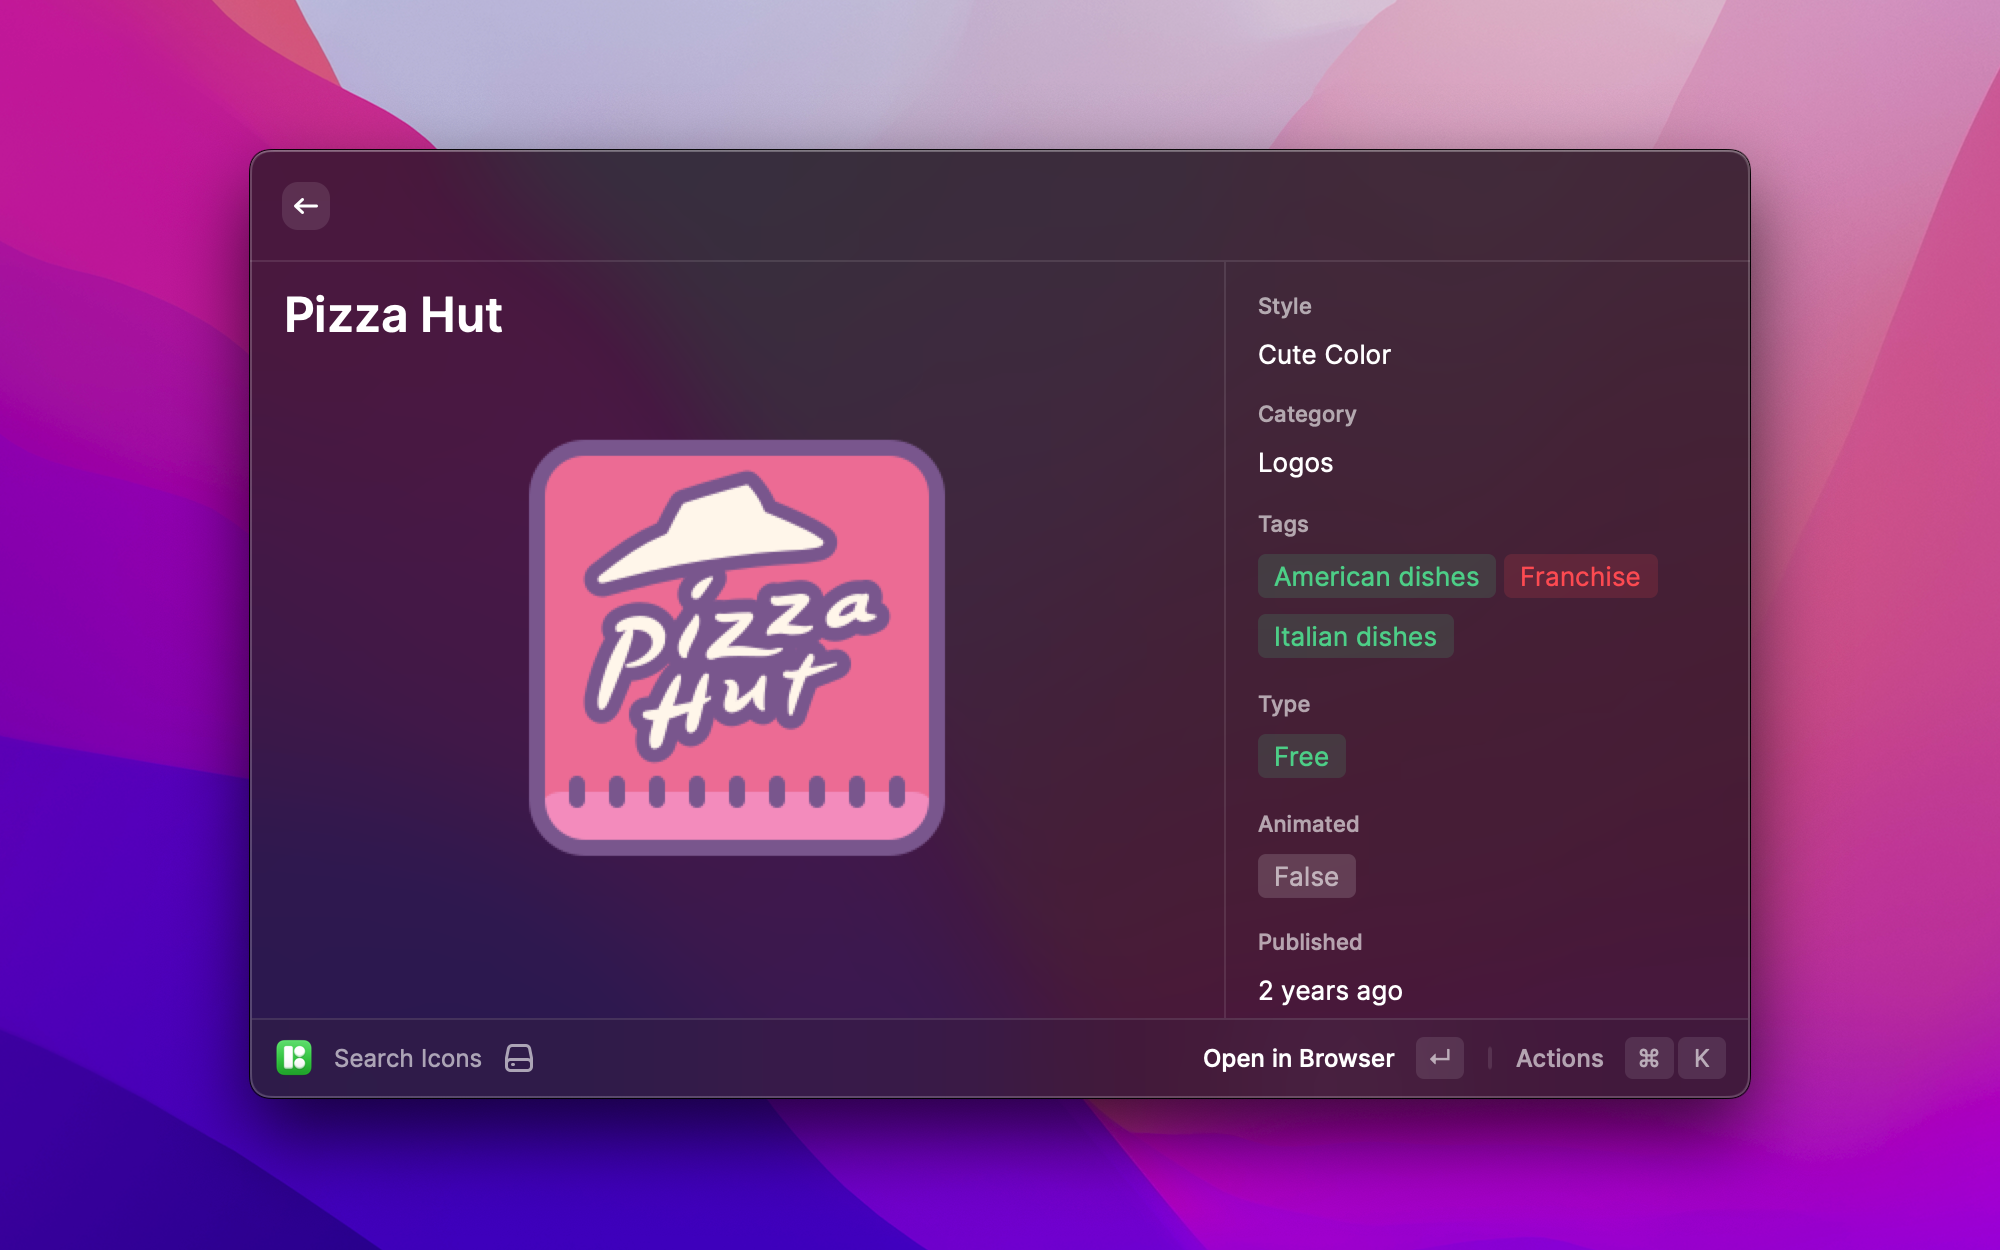 Pizza Hut
pizza
Hut
Style
Cute Color
Category
Logos
Tags
American dishes Franchise
Italian dishes
Type
Free
Animated
False
Published
2 years ago
Search Icons
Open in Browser ↵ Actions ⌘ K